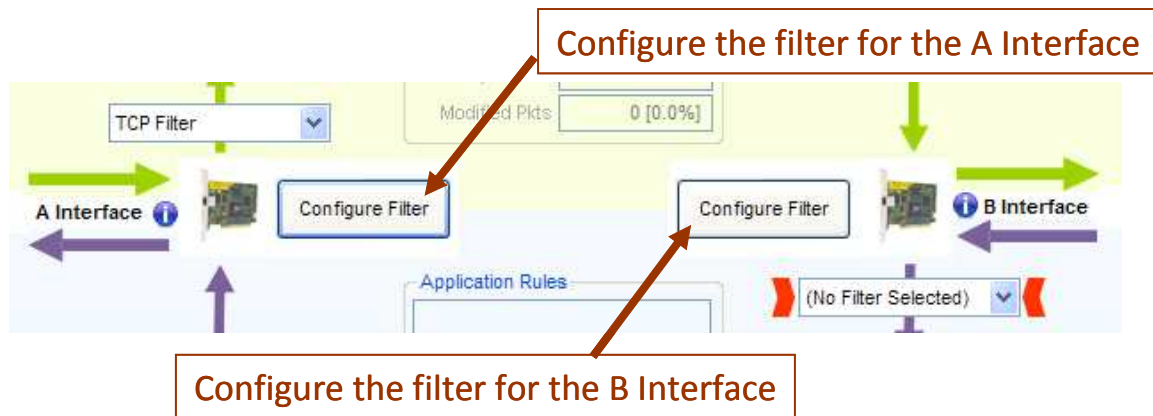 Configure the filter for the A Interface
TCP Filter
Modified Pkts
0 [0.0%]
A Interface
Configure Filter
Configure Filter
B Interface
Application Rules
(No Filter Selected)
Configure the filter for the B Interface